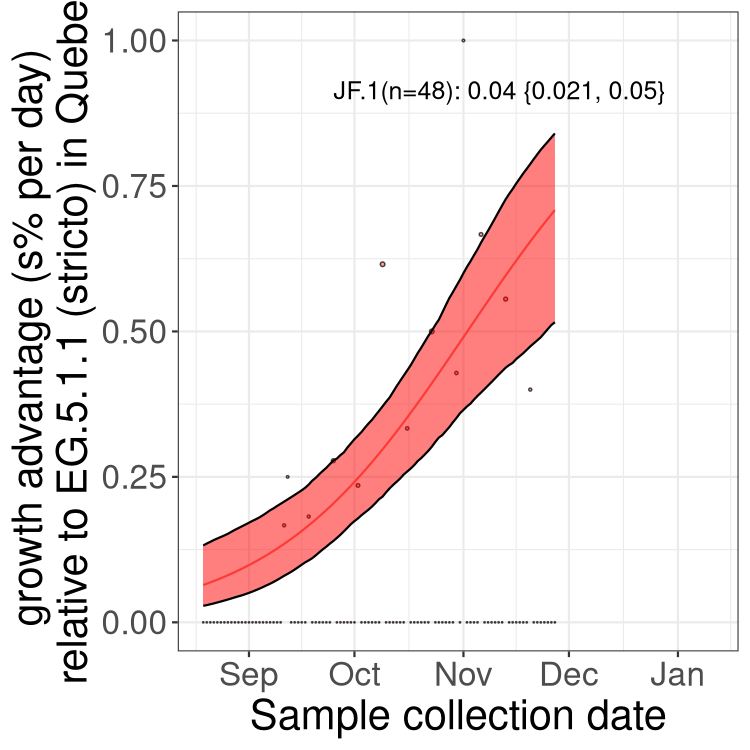 growth advantage (s% per day)
relative to EG.5.1.1 (stricto) in Quebe
1.00
0.75
0.50
0.25
0.00
JF.1(n=48): 0.04 {0.021, 0.05}
Sep Oct Nov Dec Jan
Sample collection date